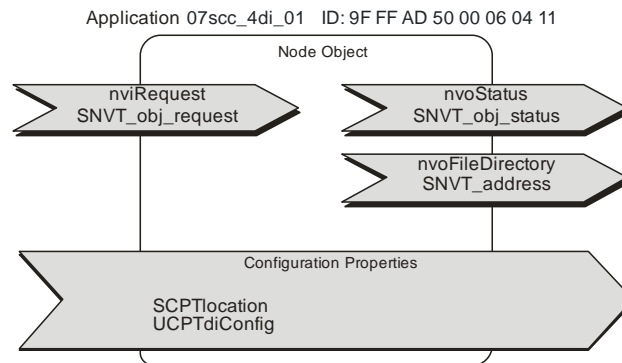 Application 07scc_4di_01 ID: 9F FF AD 50 00 06 04 11
Node Object
nviRequest
SNVT_obj_request
nvoStatus
SNVT_obj_status
nvoFileDirectory
SNVT_address
Configuration Properties
SCPTlocation
UCPTdiConfig